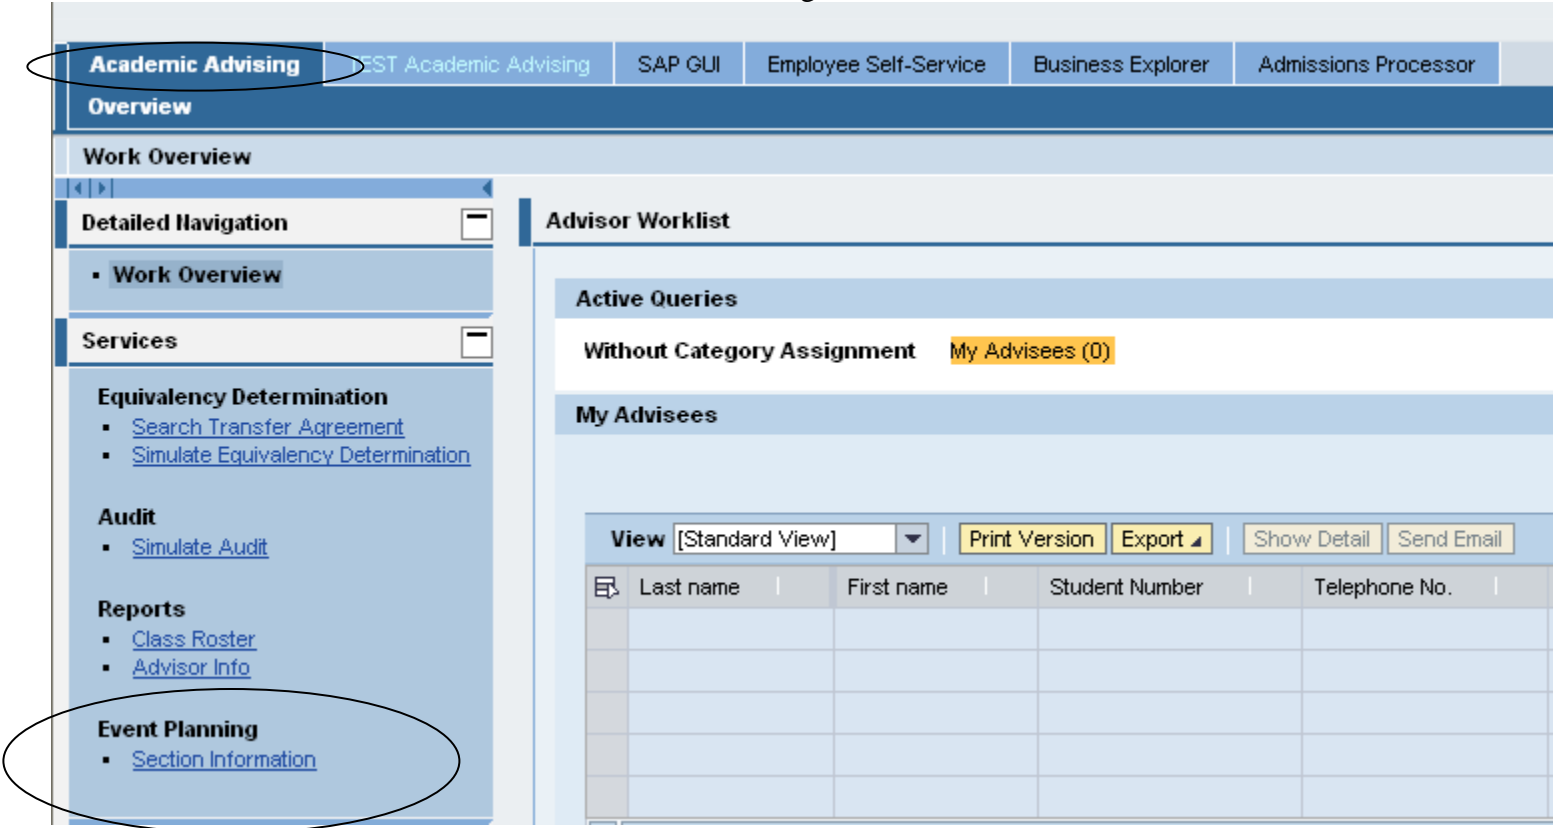 Academic Advising TEST Academic Advising SAP GUI Employee Self-Service Business Explorer Admissions Processor
Overview
Work Overview
Detailed Navigation
Work Overview
Services
Equivalency Determination
Search Transfer Agreement
Simulate Equivalency Determination
Audit
Simulate Audit
Reports
Class Roster
Advisor Info
Event Planning
Section Information
Advisor Worklist
Active Queries
Without Category Assignment My Advisees (0)
My Advisees
View [Standard View] Print Version Export Show Detail Send Email
Last name First name Student Number Telephone No.